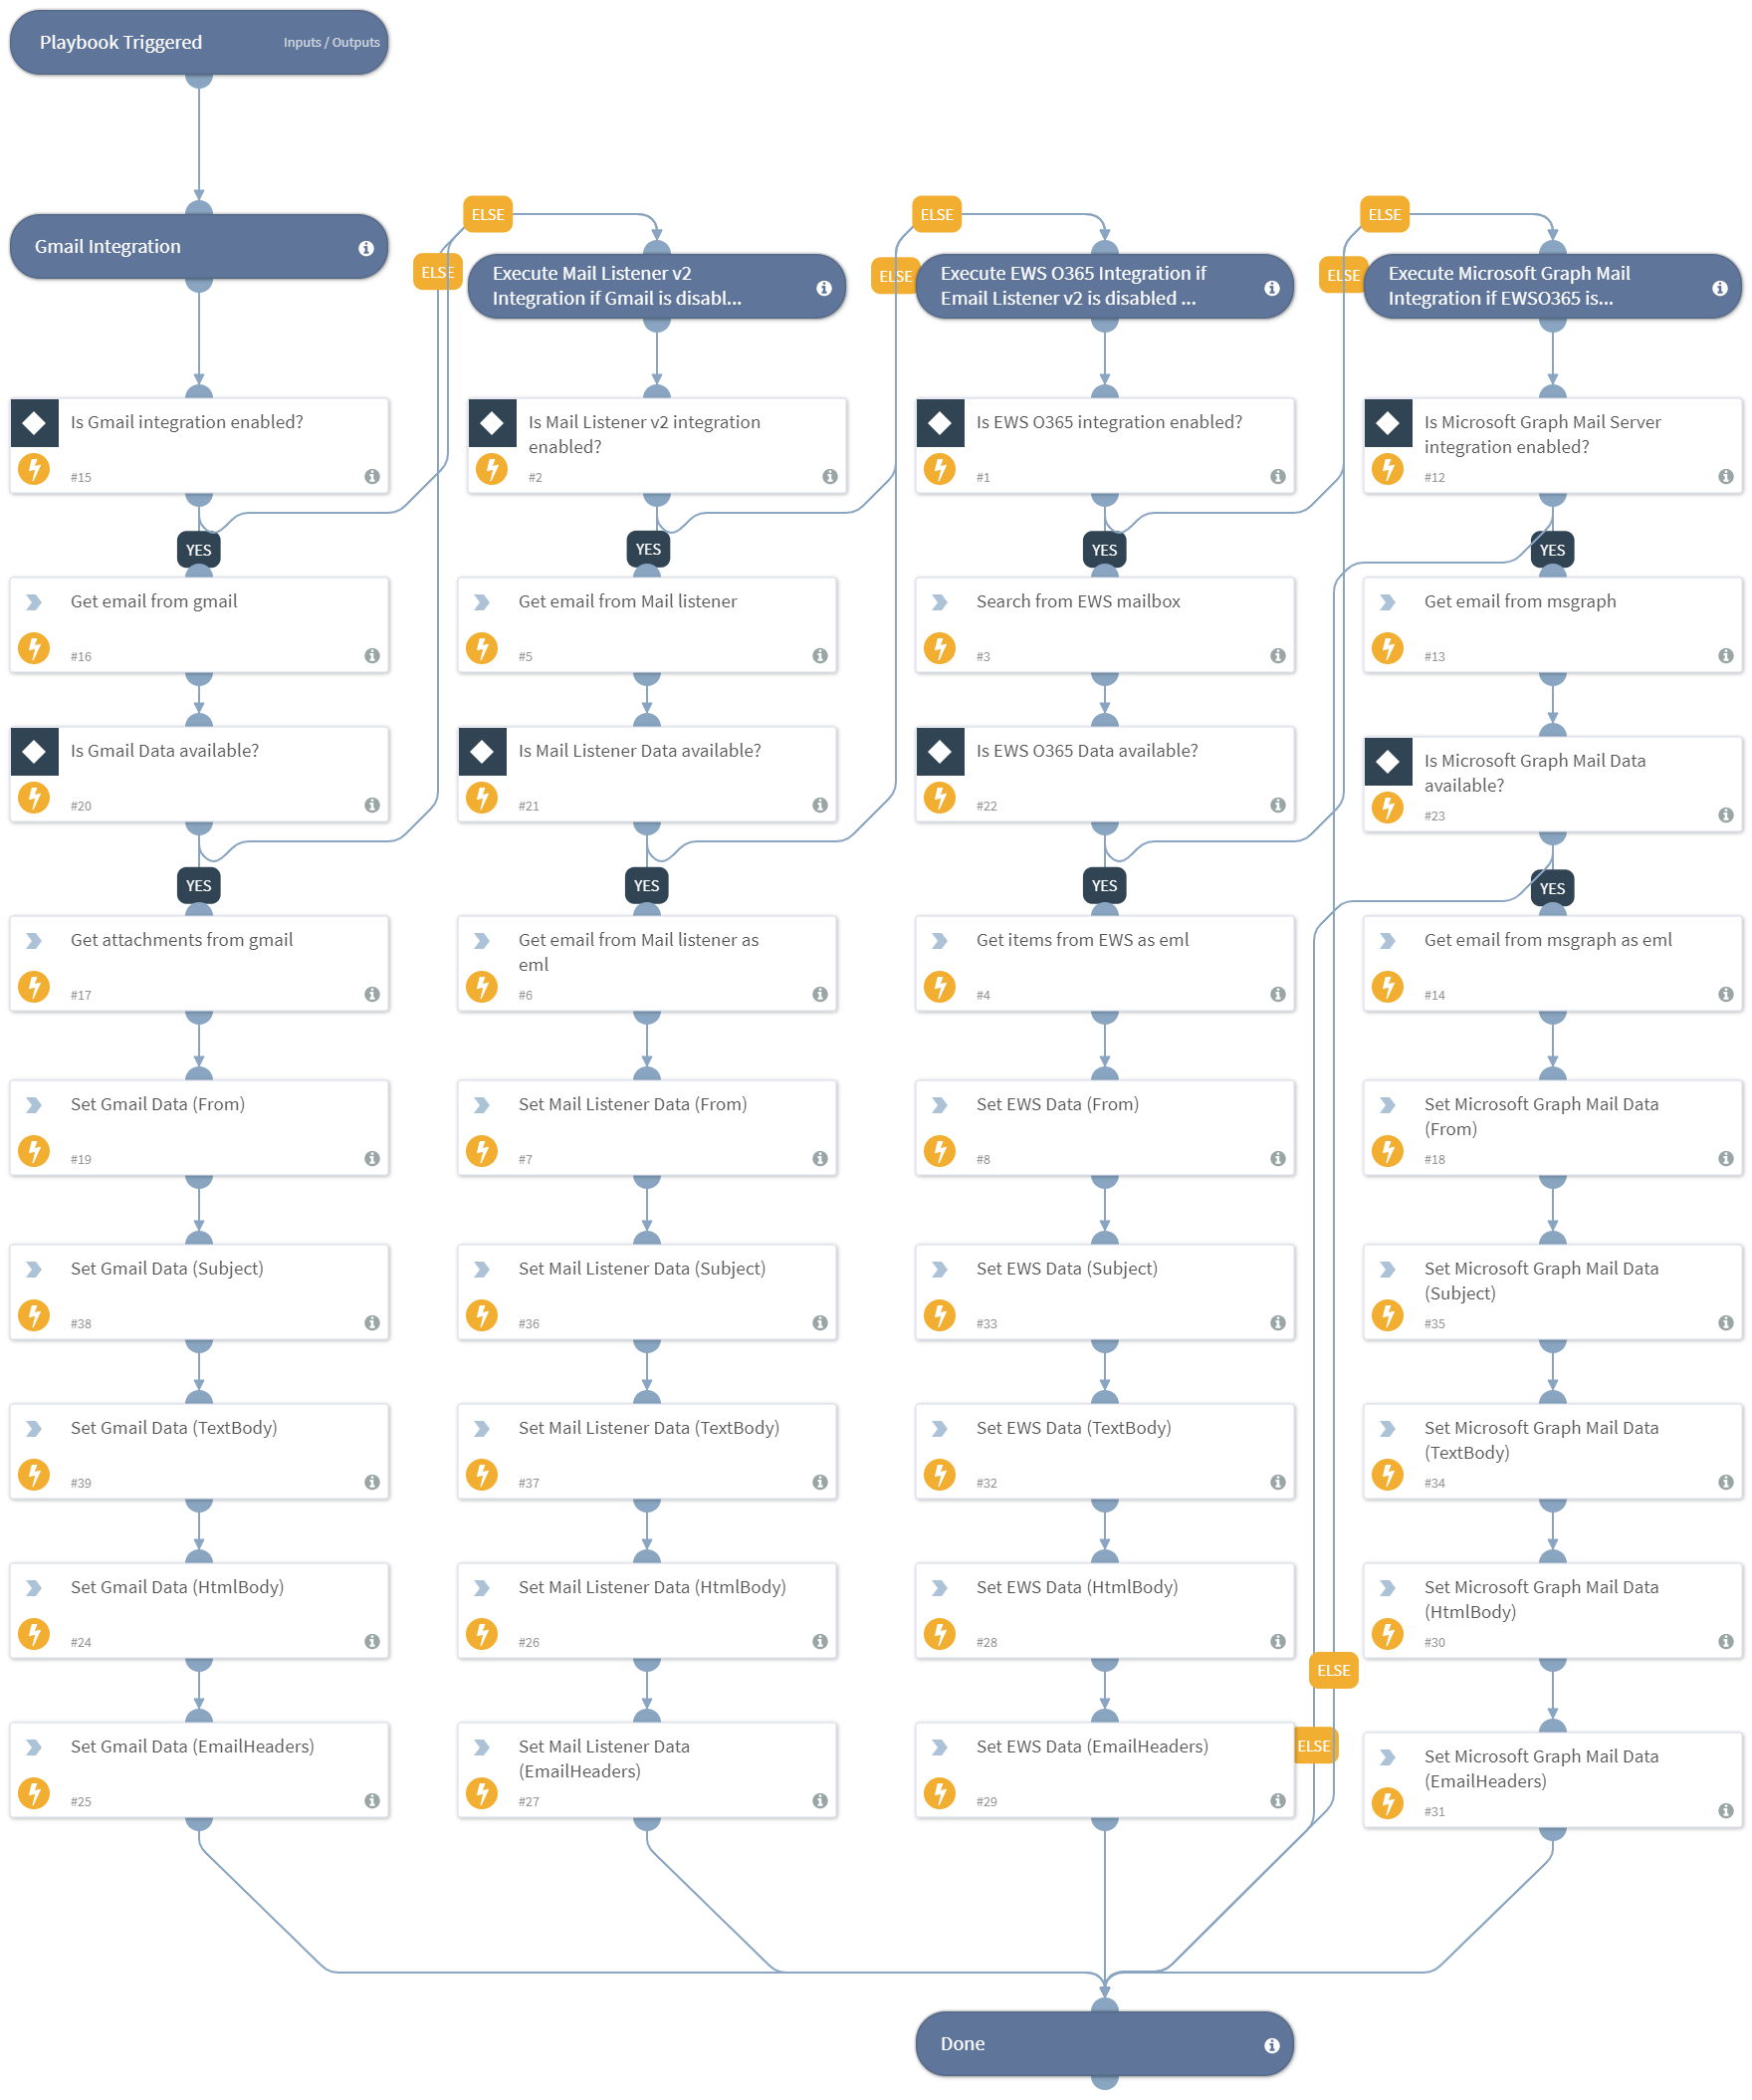 Playbook Triggered
Inputs / Outputs
Gmail Integration
Is Gmail integration enabled?
#15
YES
Get email from gmail
#16
Is Gmail Data available?
#20
YES
Get attachments from gmail
#17
Set Gmail Data (From)
#19
Set Gmail Data (Subject)
#38
Set Gmail Data (TextBody)
#39
Set Gmail Data (HtmlBody)
#24
Set Gmail Data (EmailHeaders)
#25
ELSE
ELSE
Execute Mail Listener v2
Integration if Gmail is disabl...
Is Mail Listener v2 integration
enabled?
#2
YES
Get email from Mail listener
#5
Is Mail Listener Data available?
#21
YES
Get email from Mail listener as
eml
#6
Set Mail Listener Data (From)
#7
Set Mail Listener Data (Subject)
#36
Set Mail Listener Data (TextBody)
#37
Set Mail Listener Data (HtmlBody)
#26
Set Mail Listener Data
(EmailHeaders)
#27
ELSE
ELSE
Execute EWS O365 Integration if
Email Listener v2 is disabled ...
Is EWS O365 integration enabled?
#1
YES
Search from EWS mailbox
#3
Is EWS O365 Data available?
#22
YES
Get items from EWS as eml
#4
Set EWS Data (From)
#8
Set EWS Data (Subject)
#33
Set EWS Data (TextBody)
#32
Set EWS Data (HtmlBody)
#28
Set EWS Data (EmailHeaders)
#29
ELSE
ELSE
Execute Microsoft Graph Mail
Integration if EWSO365 is...
Is Microsoft Graph Mail Server
integration enabled?
#12
YES
Get email from msgraph
#13
Is Microsoft Graph Mail Data
available?
#23
YES
Get email from msgraph as eml
#14
Set Microsoft Graph Mail Data
(From)
#18
Set Microsoft Graph Mail Data
(Subject)
#35
Set Microsoft Graph Mail Data
(TextBody)
#34
Set Microsoft Graph Mail Data
(HtmlBody)
#30
ELSE
ELSE
Set Microsoft Graph Mail Data
(EmailHeaders)
#31
Done